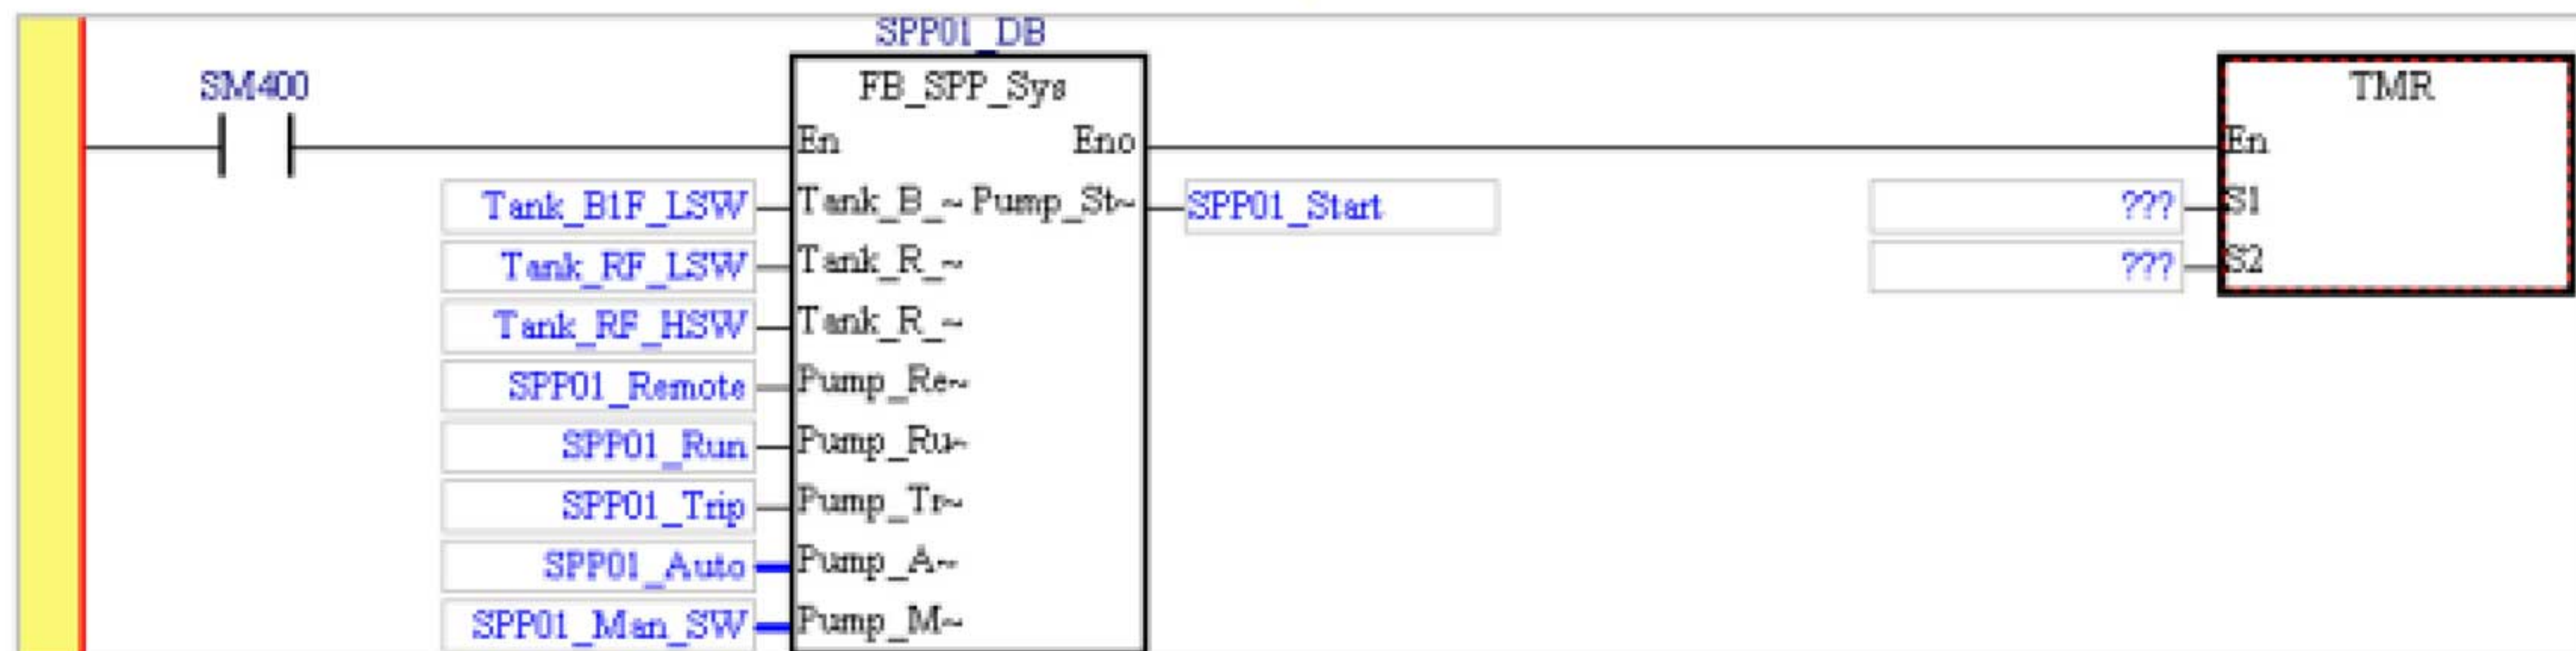 SPP01_DB
SM400
FB_SPP_Sys
TMR
En Eno
En
Tank_B1F_LSW Tank_B_~ Pump_St~ SPP01_Start ??? S1
Tank_RF_LSW Tank_R_~ ??? S2
Tank_RF_HSW Tank_R_~
SPP01_Remote Pump_Re~
SPP01_Run Pump_Ru~
SPP01_Trip Pump_Tr~
SPP01_Auto Pump_A~
SPP01_Man_SW Pump_M~